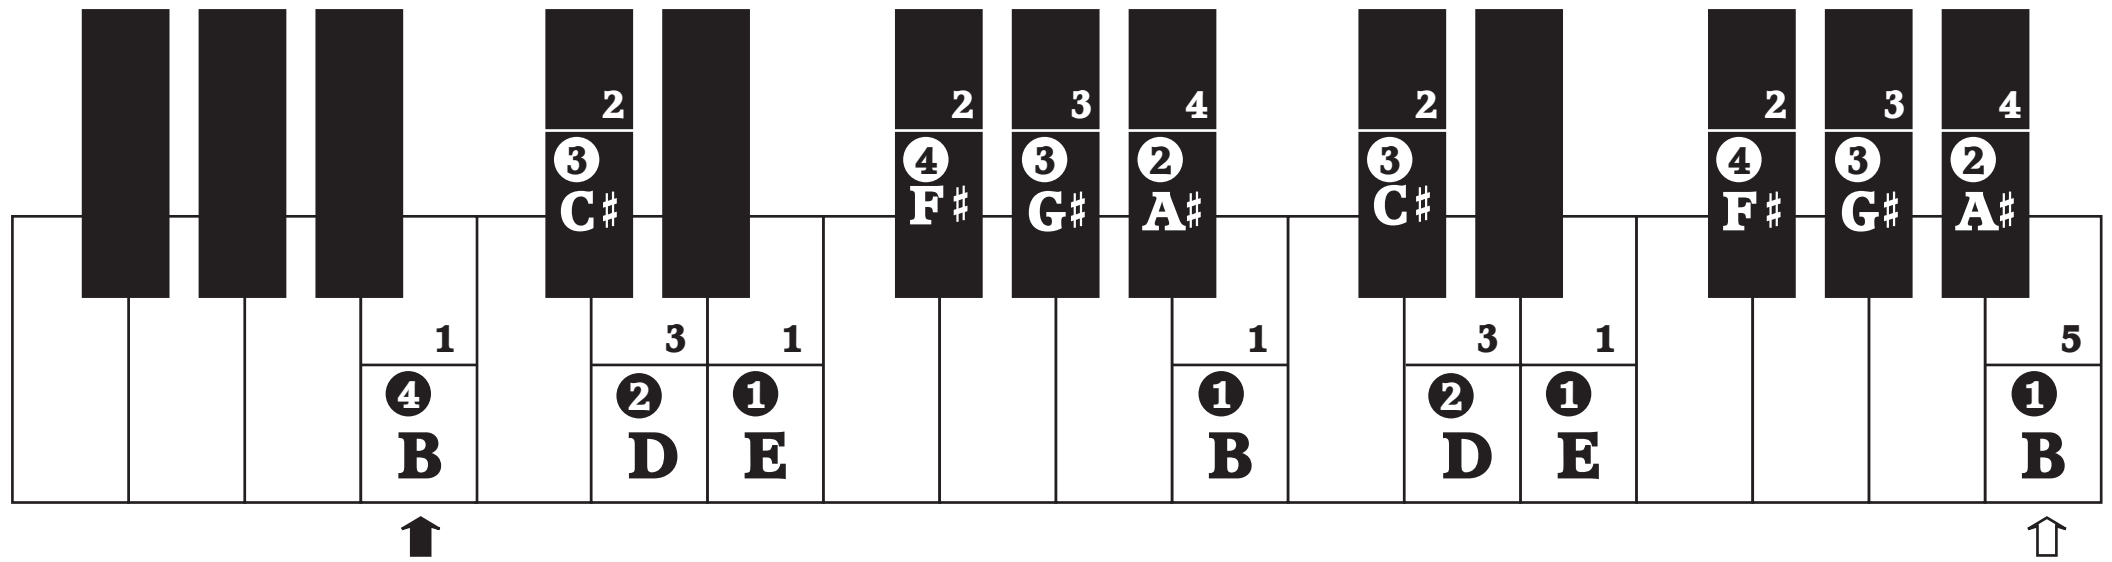 2 2 3 4 2 2 3 4
3 4 3 2 3 4 3 2
C♯ F♯ G♯ A♯ C♯ F♯ G♯ A♯
1 3 1 1 3 1 5
4 2 1 1 2 1 1
B D E B D E B